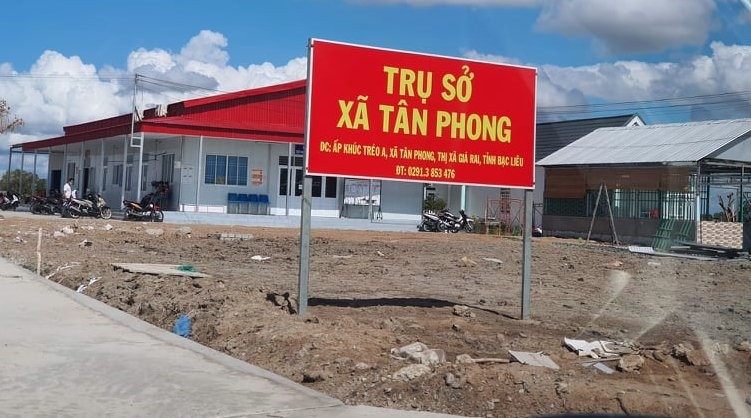 TRỤ SỞ
XÃ TÂN PHONG
ĐC: ẤP KHÚC TRÉO A, XÃ TÂN PHONG, THỊ XÃ GIÁ RAI, TỈNH BẠC LIÊU
ĐT: 0291.3 853 476